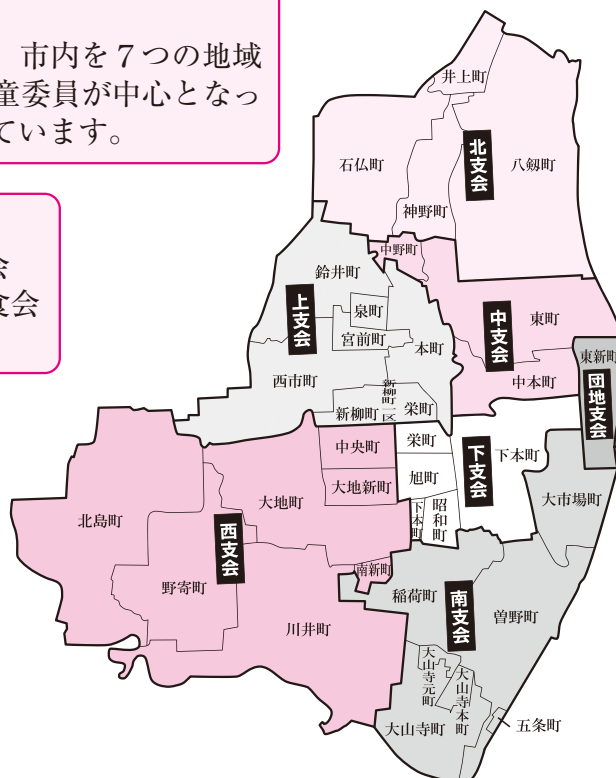 市内を７つの地域
童委員が中心となっ
ています。
会
食会
井上町
石仏町
北支会
八剱町
神野町
中野町
鈴井町
泉町
上支会
宮前町
本町
中支会
東町
東新町
西市町
中本町
団地支会
新柳町一区
新柳町
栄町
中央町
栄町
下支会
下本町
大地新町
旭町
大市場町
大地町
下本町
昭和町
北島町
西支会
南新町
野寄町
稲荷町
南支会
曽野町
川井町
大山寺元町
大山寺本町
大山寺町
五条町